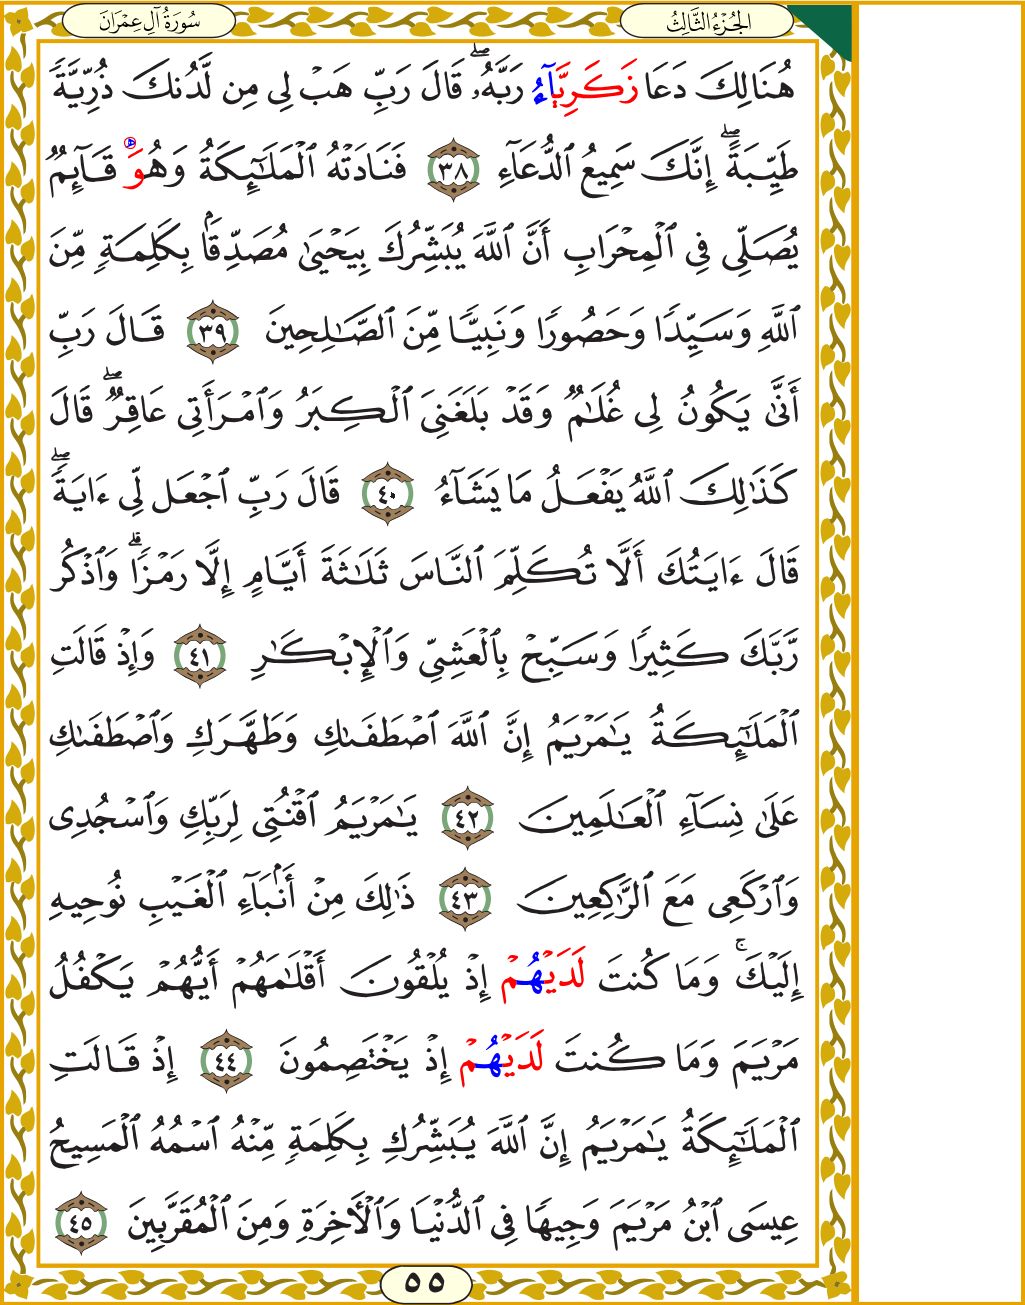 الجُزْءُ الثَّالِثُ
سُورَةُ آلِ عِمْرَانَ
هُنَالِكَ دَعَا زَكَرِيَّآءُ رَبَّهُۥۖ قَالَ رَبِّ هَبْ لِى مِن لَّدُنكَ ذُرِّيَّةً
طَيِّبَةًۖ إِنَّكَ سَمِيعُ ٱلدُّعَآءِ ٣٨ فَنَادَتْهُ ٱلْمَلَٰٓئِكَةُ وَهُوَ قَآئِمٌ
يُصَلِّى فِى ٱلْمِحْرَابِ أَنَّ ٱللَّهَ يُبَشِّرُكَ بِيَحْيَىٰ مُصَدِّقًۢا بِكَلِمَةٍ مِّنَ
ٱللَّهِ وَسَيِّدًا وَحَصُورًا وَنَبِيًّا مِّنَ ٱلصَّٰلِحِينَ ٣٩ قَالَ رَبِّ
أَنَّىٰ يَكُونُ لِى غُلَٰمٌ وَقَدْ بَلَغَنِىَ ٱلْكِبَرُ وَٱمْرَأَتِى عَاقِرٌۖ قَالَ
كَذَٰلِكَ ٱللَّهُ يَفْعَلُ مَا يَشَآءُ ٤٠ قَالَ رَبِّ ٱجْعَل لِّى ءَايَةًۖ
قَالَ ءَايَتُكَ أَلَّا تُكَلِّمَ ٱلنَّاسَ ثَلَٰثَةَ أَيَّامٍ إِلَّا رَمْزًاۗ وَٱذْكُر
رَّبَّكَ كَثِيرًا وَسَبِّحْ بِٱلْعَشِىِّ وَٱلْإِبْكَٰرِ ٤١ وَإِذْ قَالَتِ
ٱلْمَلَٰٓئِكَةُ يَٰمَرْيَمُ إِنَّ ٱللَّهَ ٱصْطَفَىٰكِ وَطَهَّرَكِ وَٱصْطَفَىٰكِ
عَلَىٰ نِسَآءِ ٱلْعَٰلَمِينَ ٤٢ يَٰمَرْيَمُ ٱقْنُتِى لِرَبِّكِ وَٱسْجُدِى
وَٱرْكَعِى مَعَ ٱلرَّٰكِعِينَ ٤٣ ذَٰلِكَ مِنْ أَنۢبَآءِ ٱلْغَيْبِ نُوحِيهِ
إِلَيْكَۚ وَمَا كُنتَ لَدَيْهُمْ إِذْ يُلْقُونَ أَقْلَٰمَهُمْ أَيُّهُمْ يَكْفُلُ
مَرْيَمَ وَمَا كُنتَ لَدَيْهُمْ إِذْ يَخْتَصِمُونَ ٤٤ إِذْ قَالَتِ
ٱلْمَلَٰٓئِكَةُ يَٰمَرْيَمُ إِنَّ ٱللَّهَ يُبَشِّرُكِ بِكَلِمَةٍ مِّنْهُ ٱسْمُهُ ٱلْمَسِيحُ
عِيسَى ٱبْنُ مَرْيَمَ وَجِيهًا فِى ٱلدُّنْيَا وَٱلْأَخِرَةِ وَمِنَ ٱلْمُقَرَّبِينَ ٤٥
٥٥